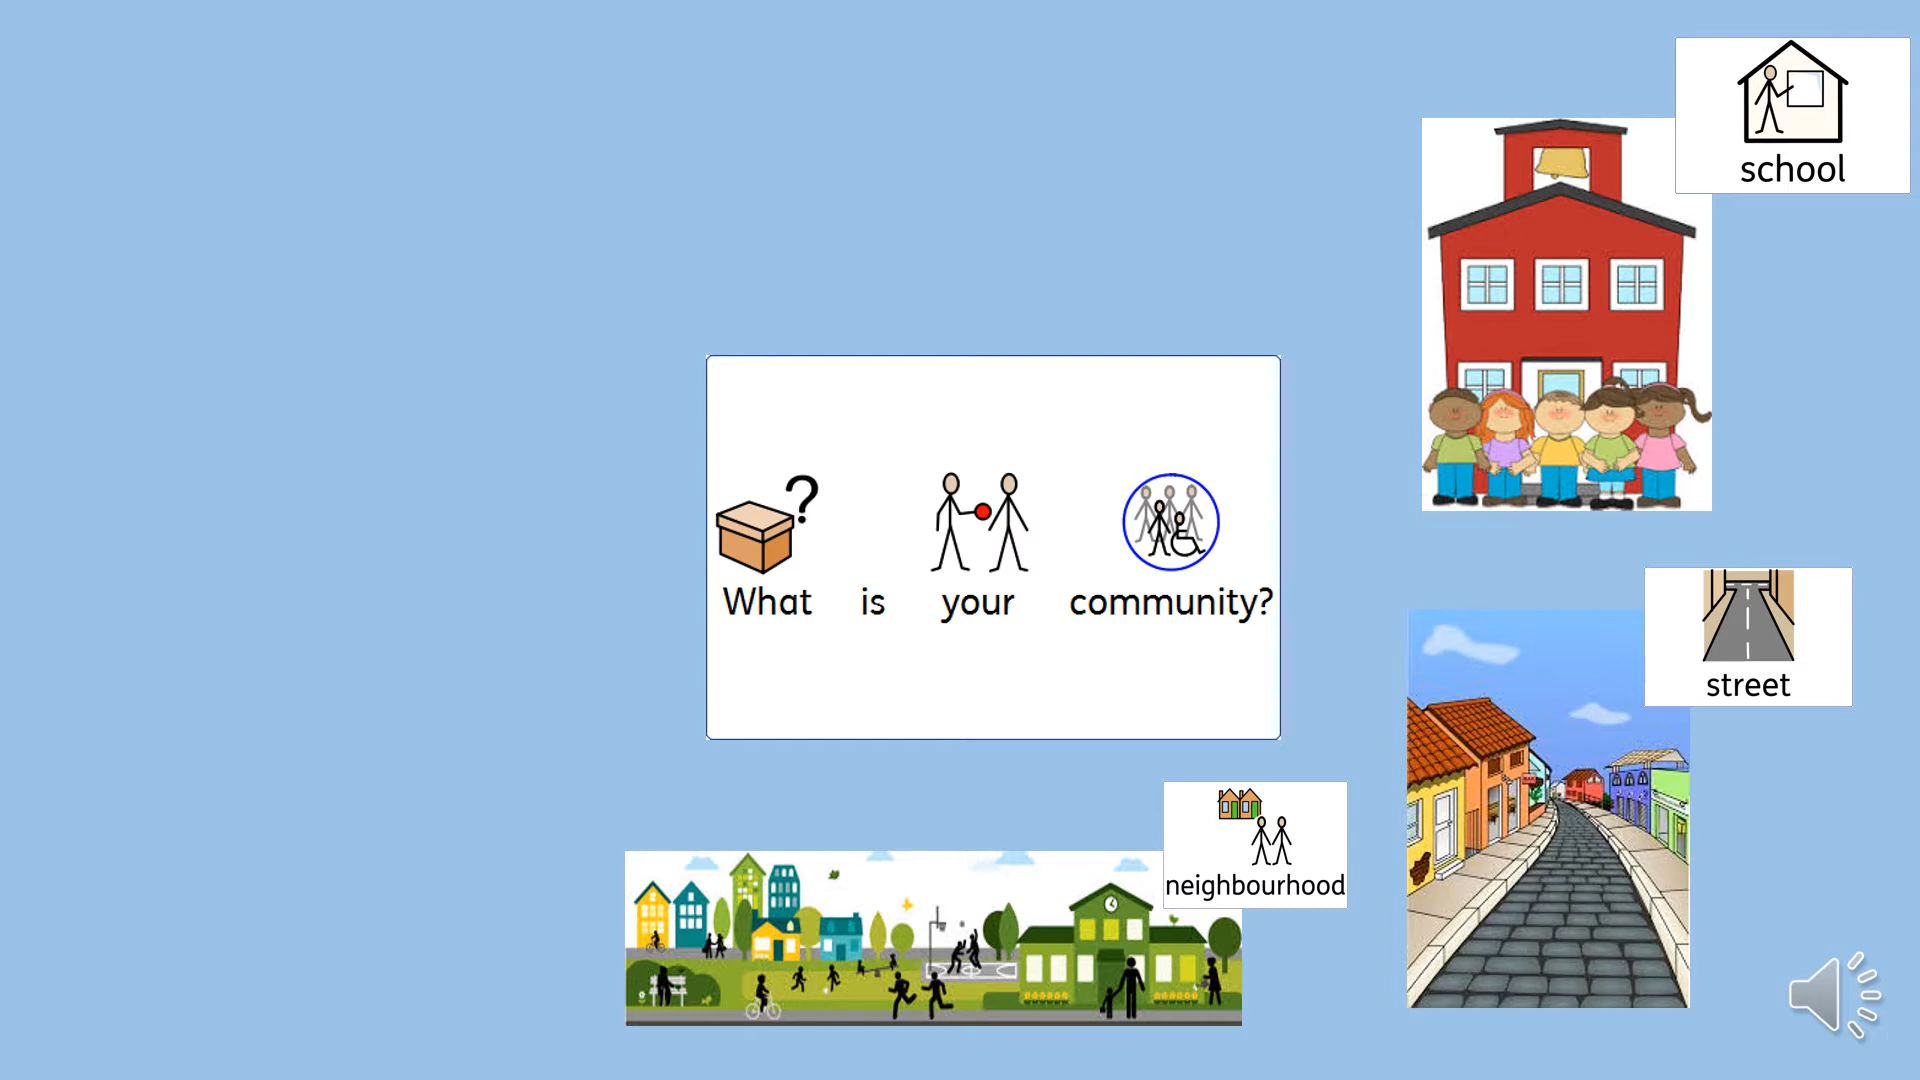 school
What is your community?
street
neighbourhood